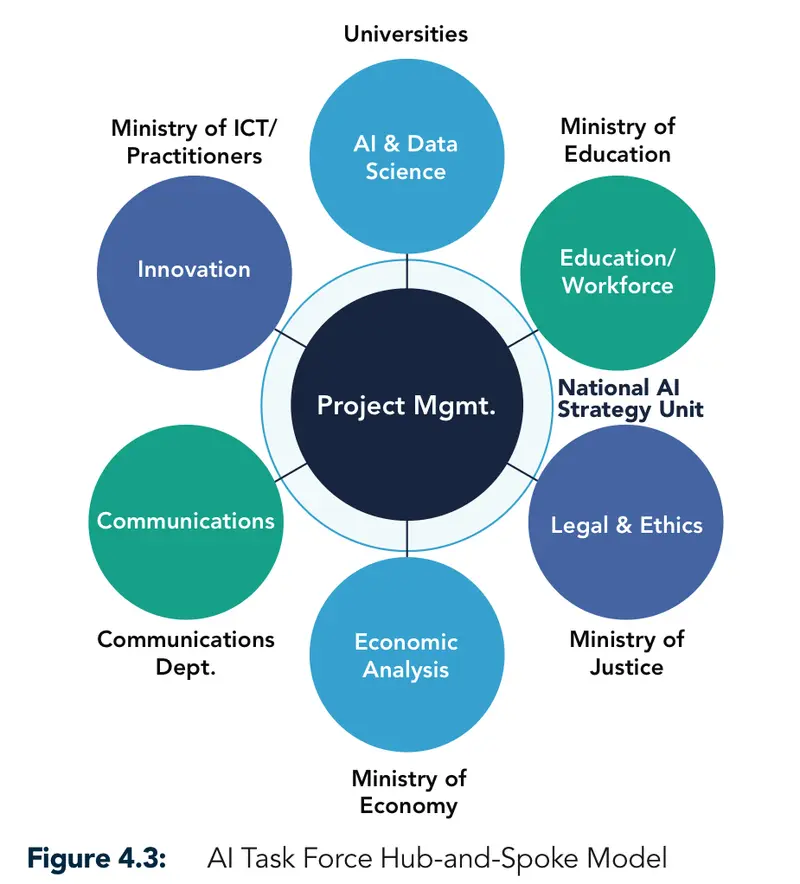 Universities
AI & Data
Science
Ministry of ICT/
Practitioners
Innovation
Ministry of
Education
Education/
Workforce
Project Mgmt.
National AI
Strategy Unit
Communications
Communications
Dept.
Legal & Ethics
Ministry of
Justice
Economic
Analysis
Ministry of
Economy
Figure 4.3: AI Task Force Hub-and-Spoke Model